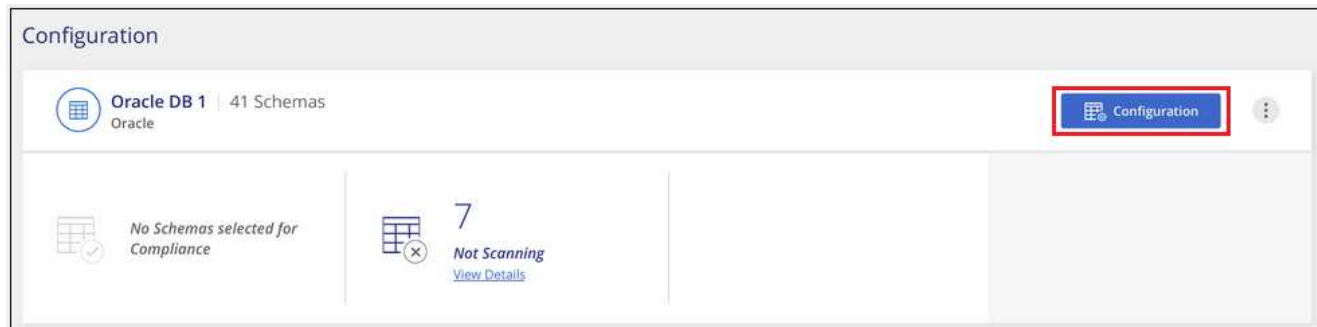 Configuration
Oracle DB 1 | 41 Schemas
Oracle
Configuration
No Schemas selected for
Compliance
7
Not Scanning
View Details